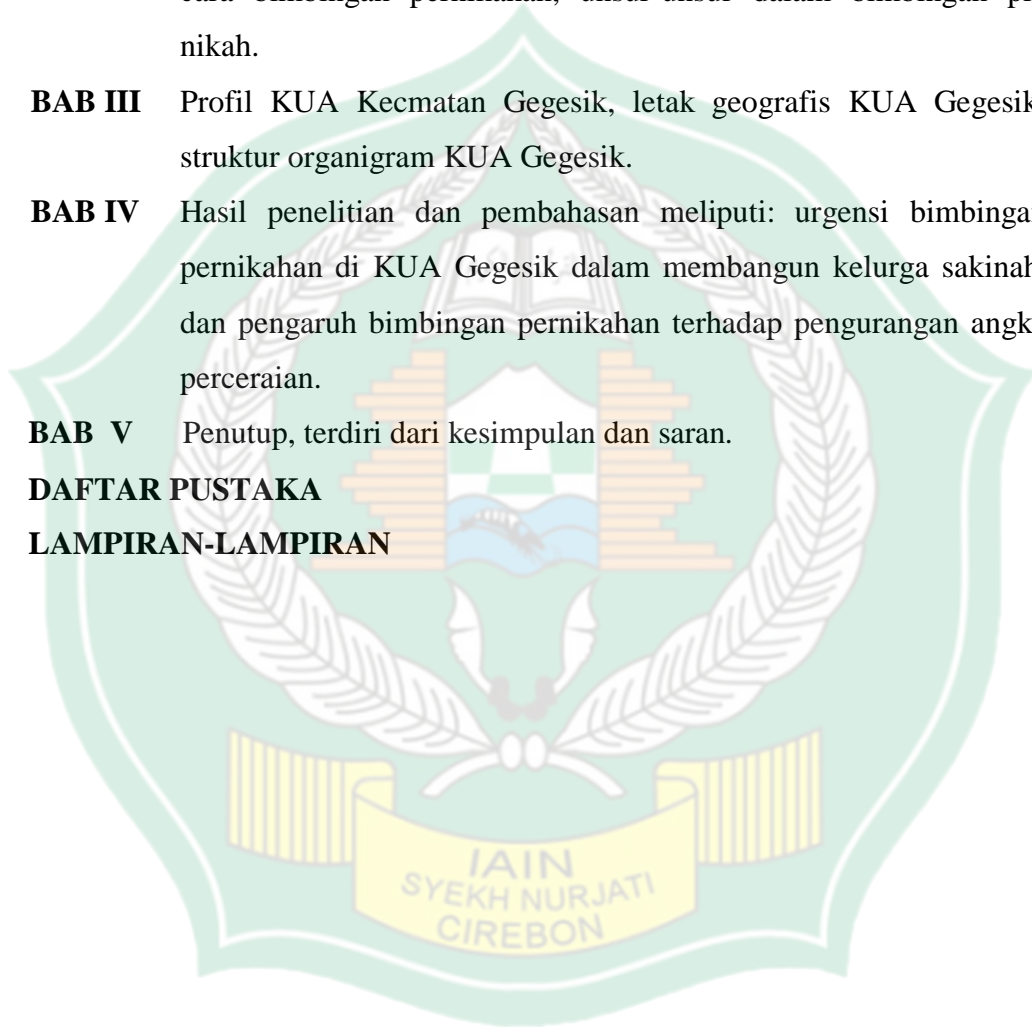 nikah.
BAB III Profil KUA Kecmatan Gegesik, letak geografis KUA Gegesik
struktur organigram KUA Gegesik.
BAB IV Hasil penelitian dan pembahasan meliputi: urgensi bimbingan
pernikahan di KUA Gegesik dalam membangun kelurga sakinah
dan pengaruh bimbingan pernikahan terhadap pengurangan
perceraian.
BAB V Penutup, terdiri dari kesimpulan dan saran.
DAFTAR PUSTAKA
LAMPIRAN-LAMPIRAN
IAIN
SYEKH NURJATI
CIREBON